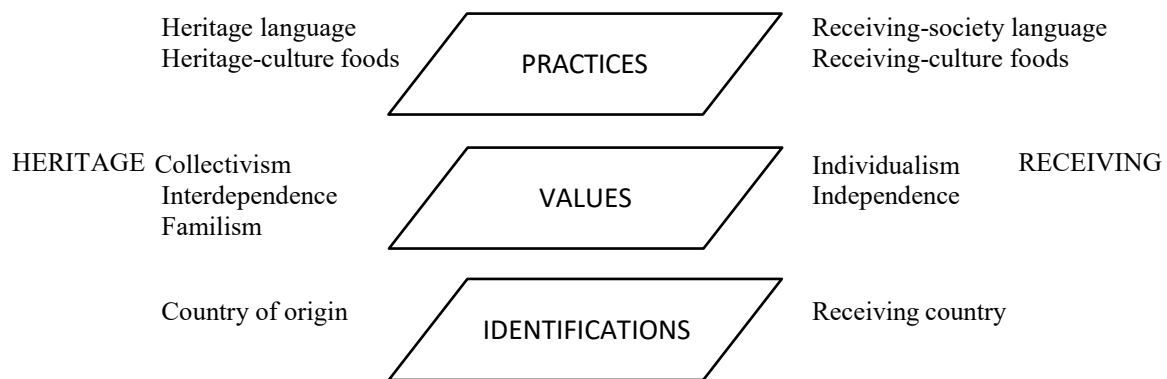 Heritage language
Heritage-culture foods
PRACTICES
Receiving-society language
Receiving-culture foods
HERITAGE
Collectivism
Interdependence
Familism
VALUES
Individualism
Independence
RECEIVING
Country of origin
IDENTIFICATIONS
Receiving country